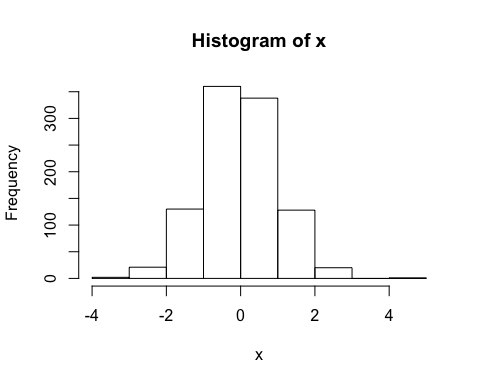 Histogram of x
Frequency
300
200
100
0
-4 -2 0 2 4
x